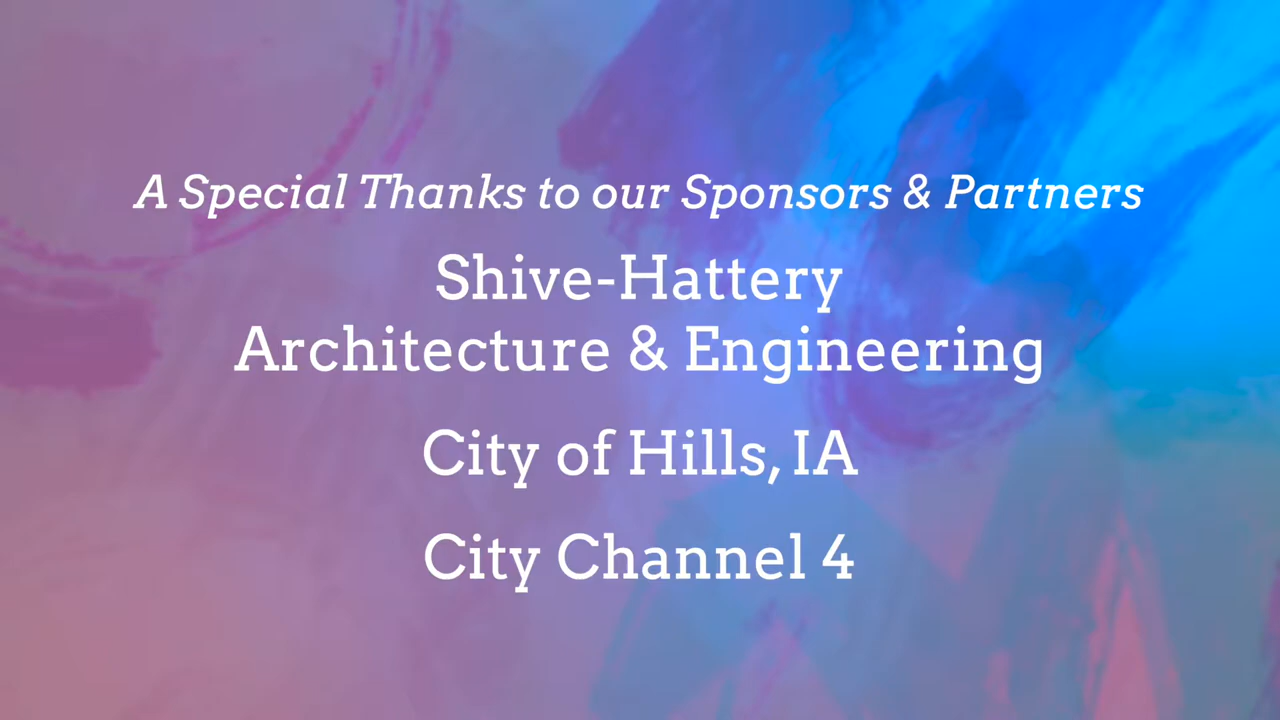 A Special Thanks to our Sponsors & Partners
Shive-Hattery
Architecture & Engineering
City of Hills, IA
City Channel 4